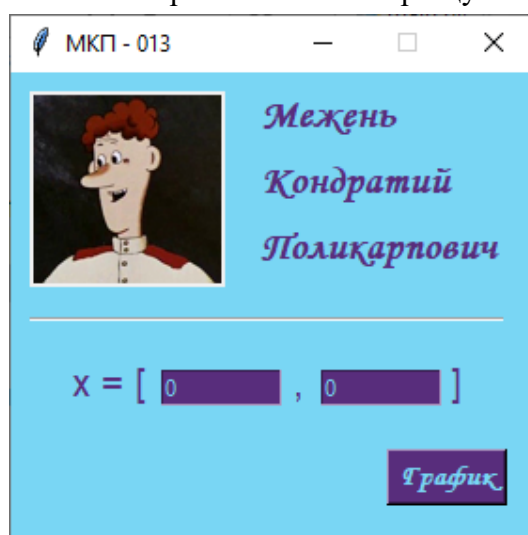 МКП - 013
Межень
Кондратий
Поликарпович
x = [ 0 , 0 ]
График